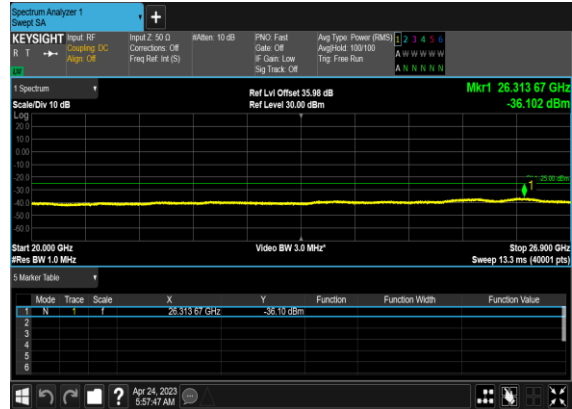 Spectrum Analyzer 1
Swept SA
+
KEYSIGHT Input: RF Input Z: 50 Ω #Atten: 10 dB PNO: Fast Avg Type: Power (RMS) 1 2 3 4 5 6
R T Coupling: DC Corrections: Off Gate: Off Avg|Hold: 100/100 A W W W W W
Align: Off Freq Ref: Int (S) IF Gain: Low Trig: Free Run
Sig Track: Off A N N N N N
1 Spectrum Ref Lvl Offset 35.98 dB Mkr1 26.313 67 GHz
Scale/Div 10 dB Ref Level 30.00 dBm -36.102 dBm
Log
20.0
10.0
0.00
-10.0
-20.0
-25.00 dBm
1
-30.0
-40.0
-50.0
-60.0
Start 20.000 GHz Video BW 3.0 MHz* Stop 26.900 GHz
#Res BW 1.0 MHz Sweep 13.3 ms (40001 pts)
5 Marker Table
Mode Trace Scale X Y Function Function Width Function Value
1 N 1 f 26.313 67 GHz -36.10 dBm
2
3
4
5
6
? Apr 24, 2023
5:57:47 AM